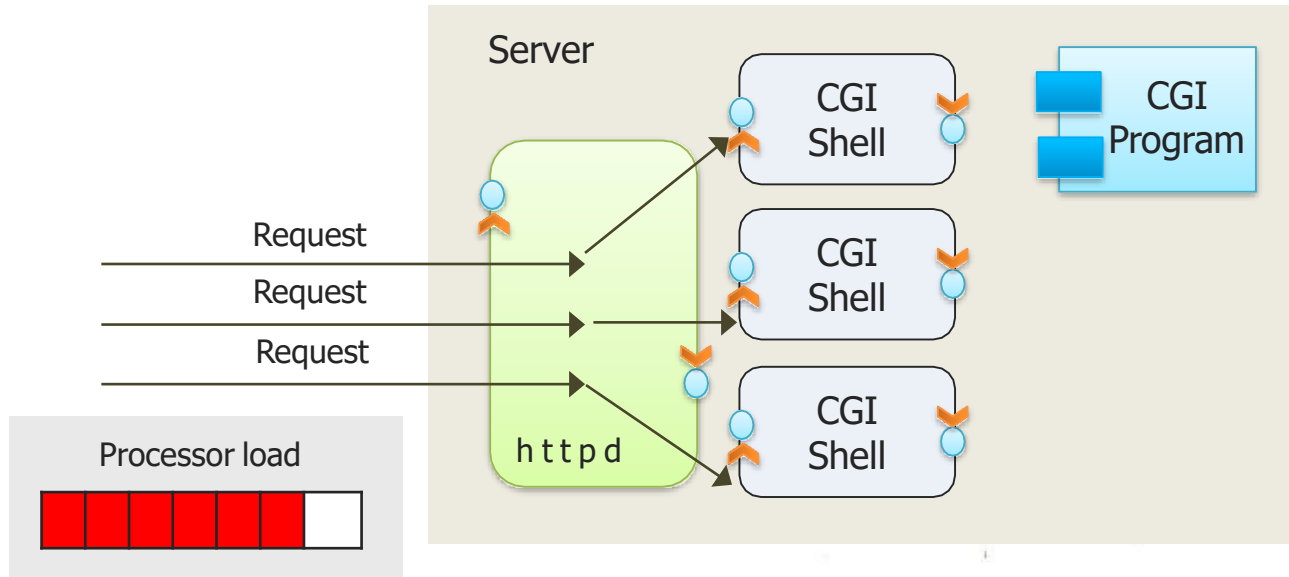 Server
CGI
Shell
CGI
Program
Request
Request
Request
CGI
Shell
CGI
Shell
httpd
Processor load